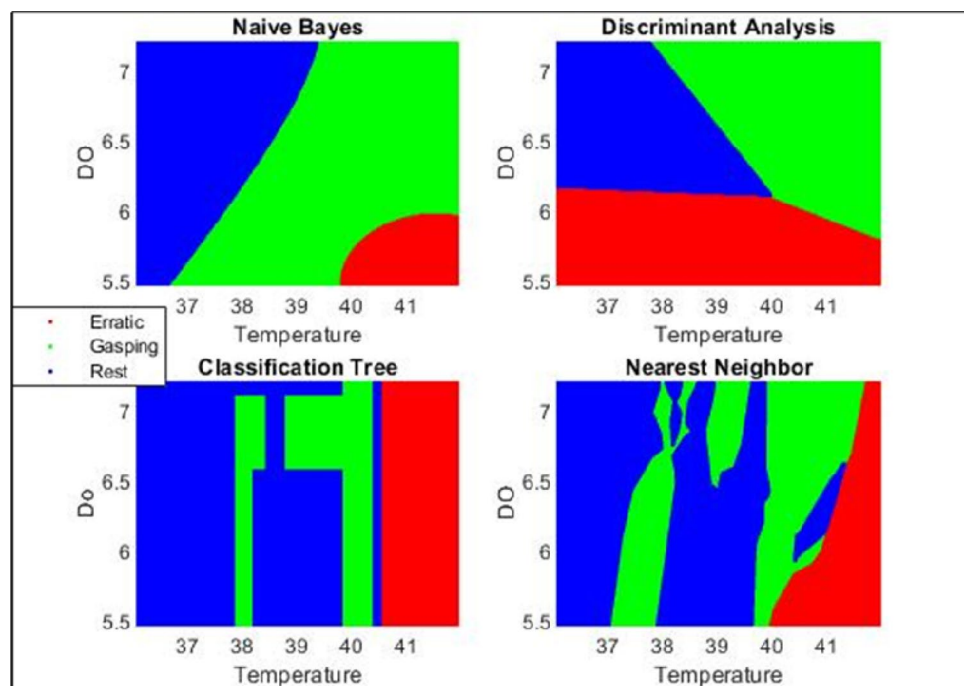 Naive Bayes
7
6.5
6
5.5
DO
37 38 39 40 41
Temperature
Discriminant Analysis
7
6.5
6
5.5
DO
37 38 39 40 41
Temperature
Erratic
Gasping
Rest
Classification Tree
7
6.5
6
5.5
Do
37 38 39 40 41
Temperature
Nearest Neighbor
7
6.5
6
5.5
DO
37 38 39 40 41
Temperature